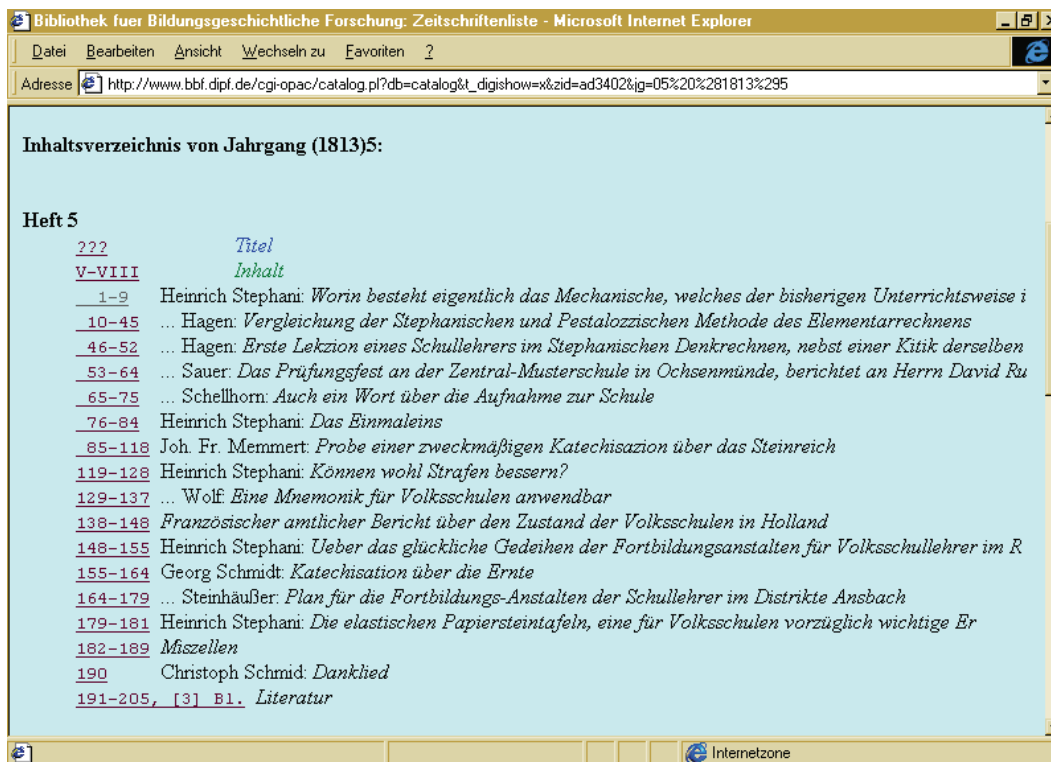 Bibliothek fuer Bildungsgeschichtliche Forschung: Zeitschriftenliste - Microsoft Internet Explorer
Datei Bearbeiten Ansicht Wechseln zu Favoriten ?
Adresse http://www.bbf.dipf.de/cgi-opac/catalog.pl?db=catalog&t_digishow=x&zid=ad3402&jg=05%20%281813%295
Inhaltsverzeichnis von Jahrgang (1813)5:
Heft 5
??? Titel
V-VIII Inhalt
1-9 Heinrich Stephani: Worin besteht eigentlich das Mechanische, welches der bisherigen Unterrichtsweise i
10-45 ... Hagen: Vergleichung der Stephanischen und Pestalozzischen Methode des Elementarrechnens
46-52 ... Hagen: Erste Lekzion eines Schullehrers im Stephanischen Denkrechnen, nebst einer Kitik derselben
53-64 ... Sauer: Das Prüfungsfest an der Zentral-Musterschule in Ochsenmünde, berichtet an Herrn David Ru
65-75 ... Schellhorn: Auch ein Wort über die Aufnahme zur Schule
76-84 Heinrich Stephani: Das Einmaleins
85-118 Joh. Fr. Memmert: Probe einer zweckmäßigen Katechisazion über das Steinreich
119-128 Heinrich Stephani: Können wohl Strafen bessern?
129-137 ... Wolf: Eine Mnemonik für Volksschulen anwendbar
138-148 Französischer amtlicher Bericht über den Zustand der Volksschulen in Holland
148-155 Heinrich Stephani: Ueber das glückliche Gedeihen der Fortbildungsanstalten für Volksschullehrer im R
155-164 Georg Schmidt: Katechisation über die Ernte
164-179 ... Steinhäußer: Plan für die Fortbildungs-Anstalten der Schullehrer im Distrikte Ansbach
179-181 Heinrich Stephani: Die elastischen Papiersteintafeln, eine für Volksschulen vorzüglich wichtige Er
182-189 Miszellen
190 Christoph Schmid: Danklied
191-205, [3] Bl. Literatur
Internetzone